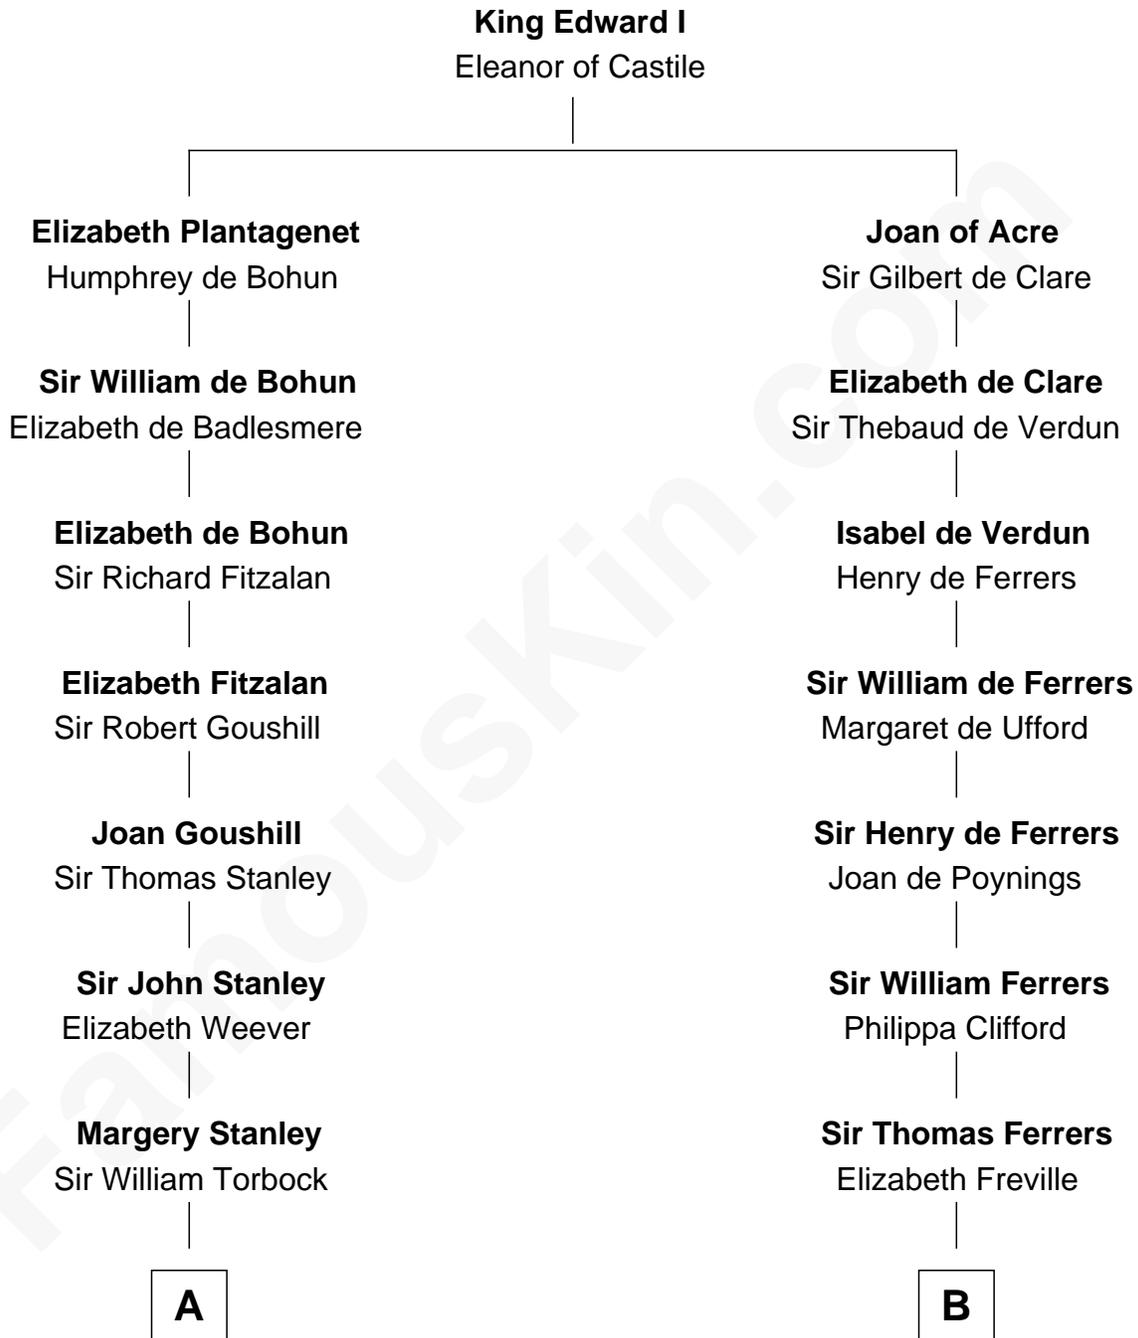 King Edward I
Eleanor of Castile
Elizabeth Plantagenet
Humphrey de Bohun
Sir William de Bohun
Elizabeth de Badlesmere
Elizabeth de Bohun
Sir Richard Fitzalan
Elizabeth Fitzalan
Sir Robert Goushill
Joan Goushill
Sir Thomas Stanley
Sir John Stanley
Elizabeth Weever
Margery Stanley
Sir William Torbock
A
Joan of Acre
Sir Gilbert de Clare
Elizabeth de Clare
Sir Thebaud de Verdun
Isabel de Verdun
Henry de Ferrers
Sir William de Ferrers
Margaret de Ufford
Sir Henry de Ferrers
Joan de Poynings
Sir William Ferrers
Philippa Clifford
Sir Thomas Ferrers
Elizabeth Freville
B
FamousKin.com